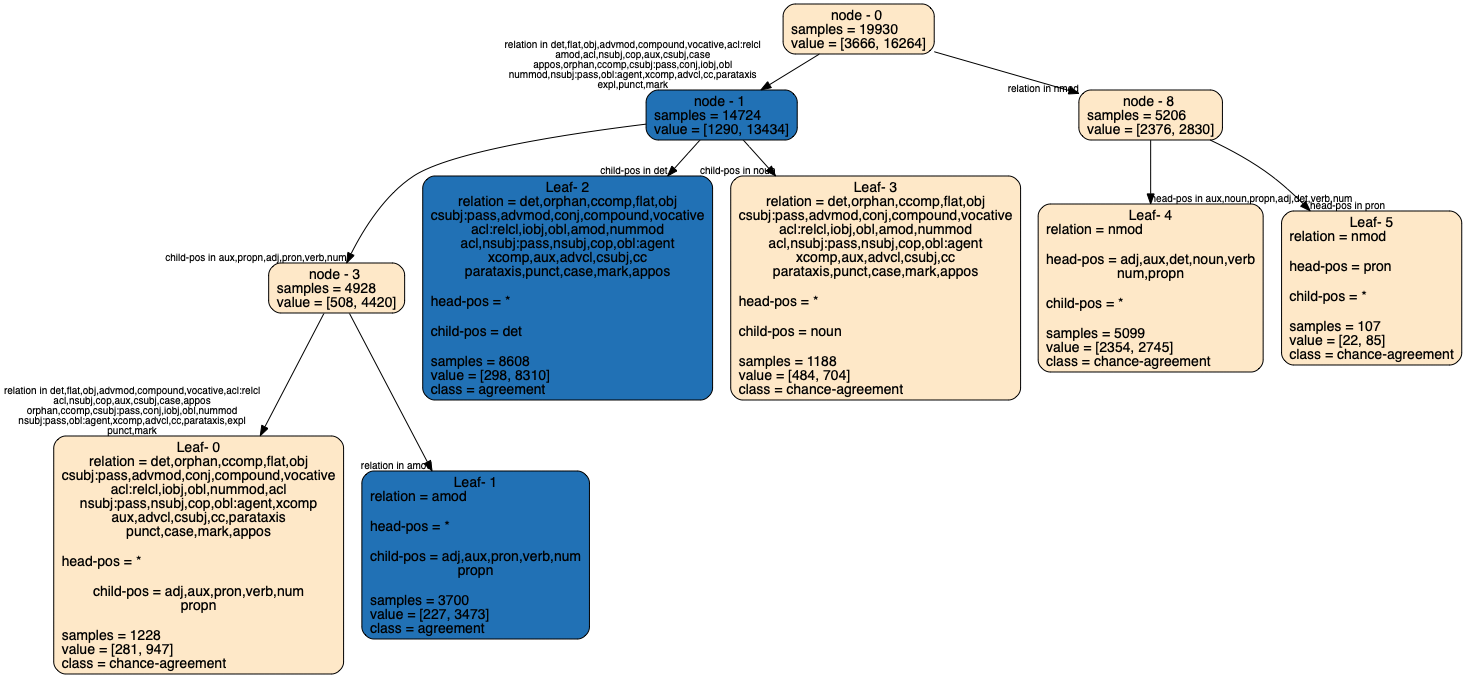 node - 0
samples = 19930
value = [3666, 16264]
relation in det,flat,obj,advmod,compound,vocative,acl:relcl
amod,acl,nsubj,cop,aux,csubj,case
appos,orphan,ccomp,csubj:pass,conj,iobj,obl
nummod,nsubj:pass,obl:agent,xcomp,advcl,cc,parataxis
expl,punct,mark
relation in nmod
node - 1
samples = 14724
value = [1290, 13434]
node - 8
samples = 5206
value = [2376, 2830]
child-pos in det
child-pos in noun
Leaf- 2
relation = det,orphan,ccomp,flat,obj
csubj:pass,advmod,conj,compound,vocative
acl:relcl,iobj,obl,amod,nummod
acl,nsubj:pass,nsubj,cop,obl:agent
xcomp,aux,advcl,csubj,cc
parataxis,punct,case,mark,appos
head-pos = *
child-pos = det
samples = 8608
value = [298, 8310]
class = agreement
Leaf- 3
relation = det,orphan,ccomp,flat,obj
csubj:pass,advmod,conj,compound,vocative
acl:relcl,iobj,obl,amod,nummod
acl,nsubj:pass,nsubj,cop,obl:agent
xcomp,aux,advcl,csubj,cc
parataxis,punct,case,mark,appos
head-pos = *
child-pos = noun
samples = 1188
value = [484, 704]
class = chance-agreement
head-pos in aux,noun,propn,adj,det,verb,num
Leaf- 4
relation = nmod
head-pos = adj,aux,det,noun,verb
num,propn
child-pos = *
samples = 5099
value = [2354, 2745]
class = chance-agreement
head-pos in pron
Leaf- 5
relation = nmod
head-pos = pron
child-pos = *
samples = 107
value = [22, 85]
class = chance-agreement
child-pos in aux,propn,adj,pron,verb,num
node - 3
samples = 4928
value = [508, 4420]
relation in det,flat,obj,advmod,compound,vocative,acl:relcl
acl,nsubj,cop,aux,csubj,case,appos
orphan,ccomp,csubj:pass,conj,iobj,obl,nummod
nsubj:pass,obl:agent,xcomp,advcl,cc,parataxis,expl
punct,mark
Leaf- 0
relation = det,orphan,ccomp,flat,obj
csubj:pass,advmod,conj,compound,vocative
acl:relcl,iobj,obl,nummod,acl
nsubj:pass,nsubj,cop,obl:agent,xcomp
aux,advcl,csubj,cc,parataxis
punct,case,mark,appos
head-pos = *
child-pos = adj,aux,pron,verb,num
propn
samples = 1228
value = [281, 947]
class = chance-agreement
relation in amod
Leaf- 1
relation = amod
head-pos = *
child-pos = adj,aux,pron,verb,num
propn
samples = 3700
value = [227, 3473]
class = agreement